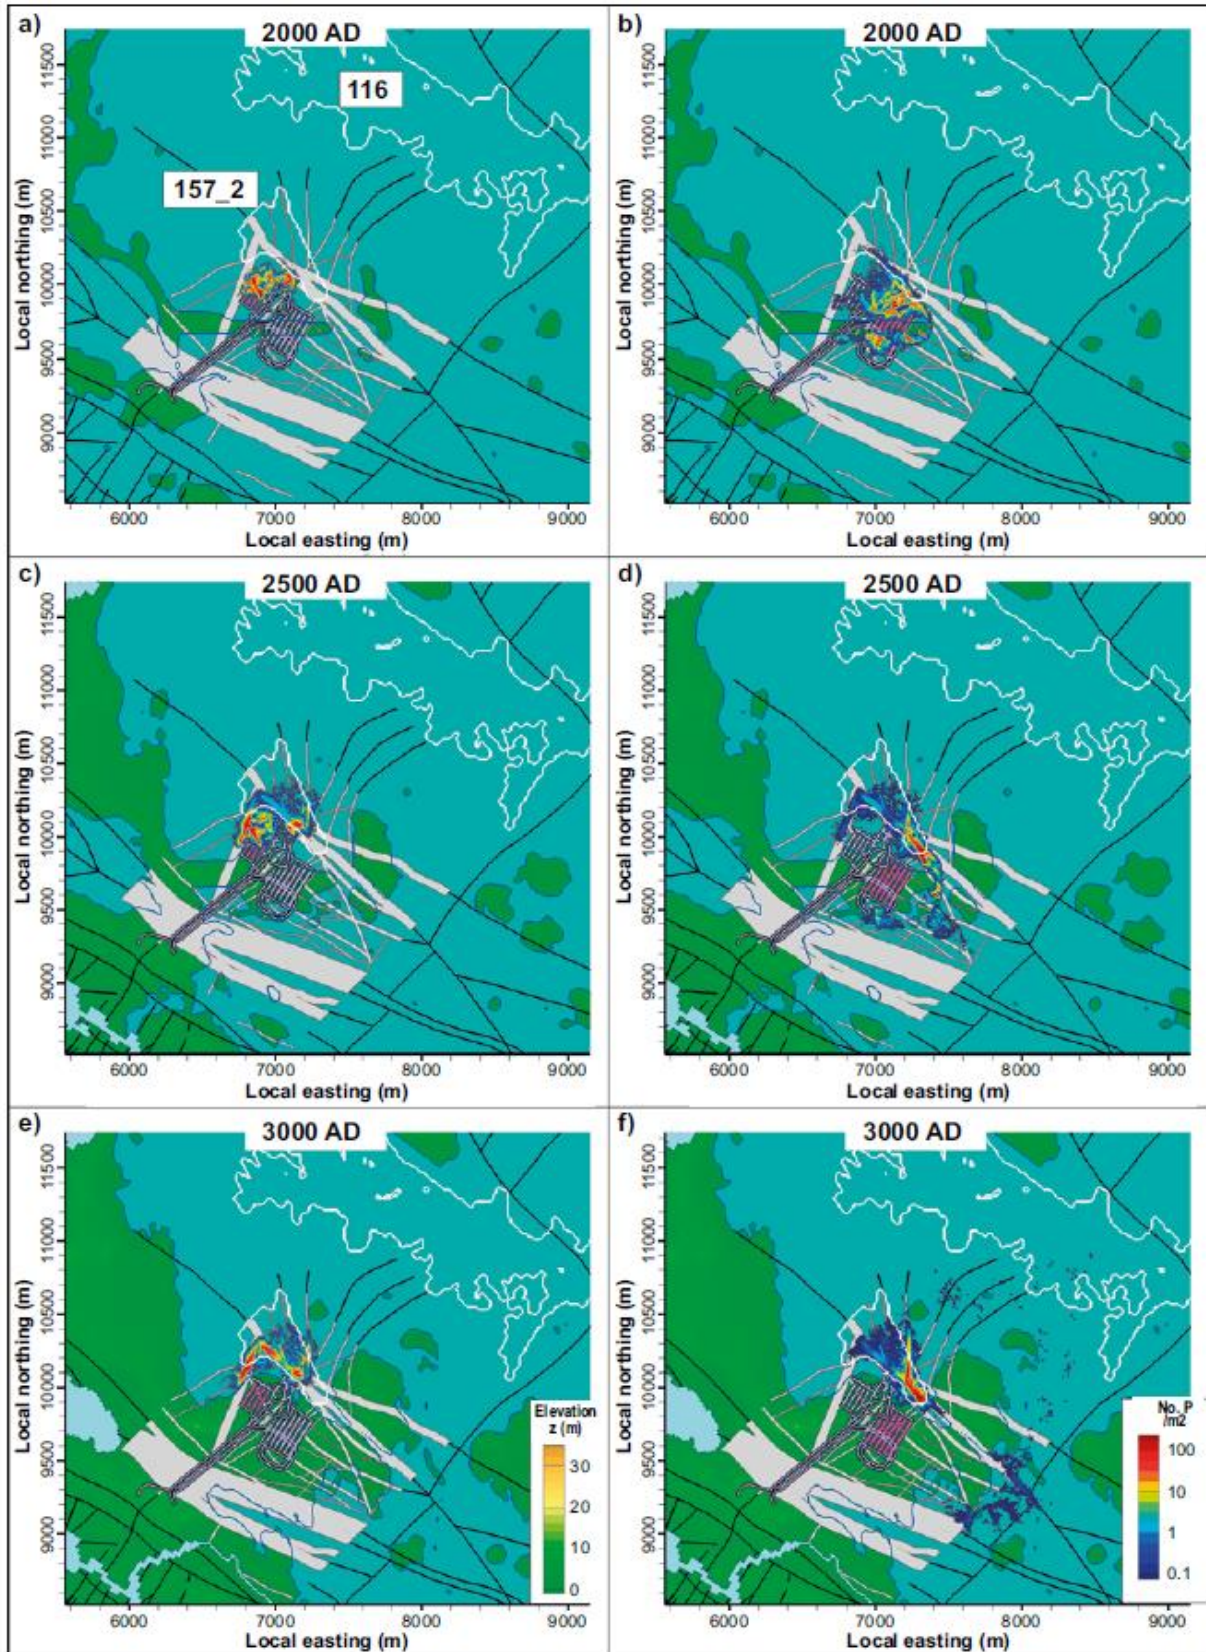 a)
2000 AD
116
157_2
11500
11000
10500
10000
9500
9000
Local northing (m)
6000 7000 8000 9000
Local easting (m)
b)
2000 AD
11500
11000
10500
10000
9500
9000
Local northing (m)
6000 7000 8000 9000
Local easting (m)
c)
2500 AD
11500
11000
10500
10000
9500
9000
Local northing (m)
6000 7000 8000 9000
Local easting (m)
d)
2500 AD
11500
11000
10500
10000
9500
9000
Local northing (m)
6000 7000 8000 9000
Local easting (m)
e)
3000 AD
11500
11000
10500
10000
9500
9000
Local northing (m)
6000 7000 8000 9000
Local easting (m)
Elevation
z (m)
30
20
10
0
f)
3000 AD
11500
11000
10500
10000
9500
9000
Local northing (m)
6000 7000 8000 9000
Local easting (m)
No. P
/m2
100
10
1
0.1